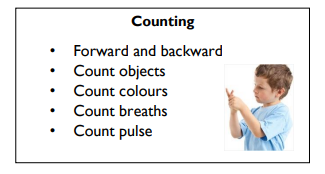 Counting
• Forward and backward
• Count objects
• Count colours
• Count breaths
• Count pulse